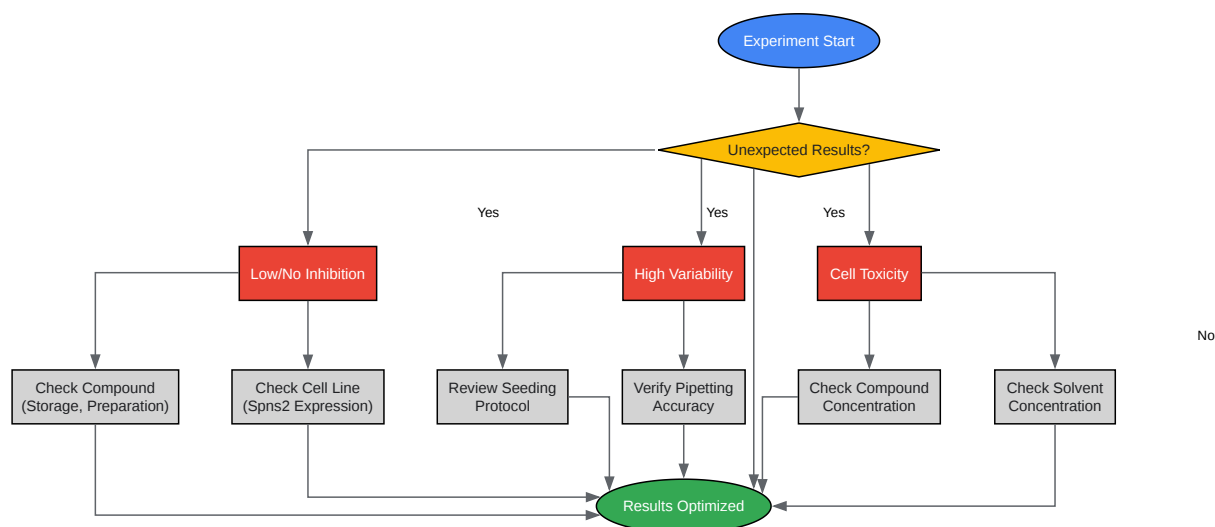 Experiment Start
Unexpected Results?
Yes
Yes
Yes
Low/No Inhibition
High Variability
Cell Toxicity
No
Check Compound
(Storage, Preparation)
Check Cell Line
(Spns2 Expression)
Review Seeding
Protocol
Verify Pipetting
Accuracy
Check Compound
Concentration
Check Solvent
Concentration
Results Optimized